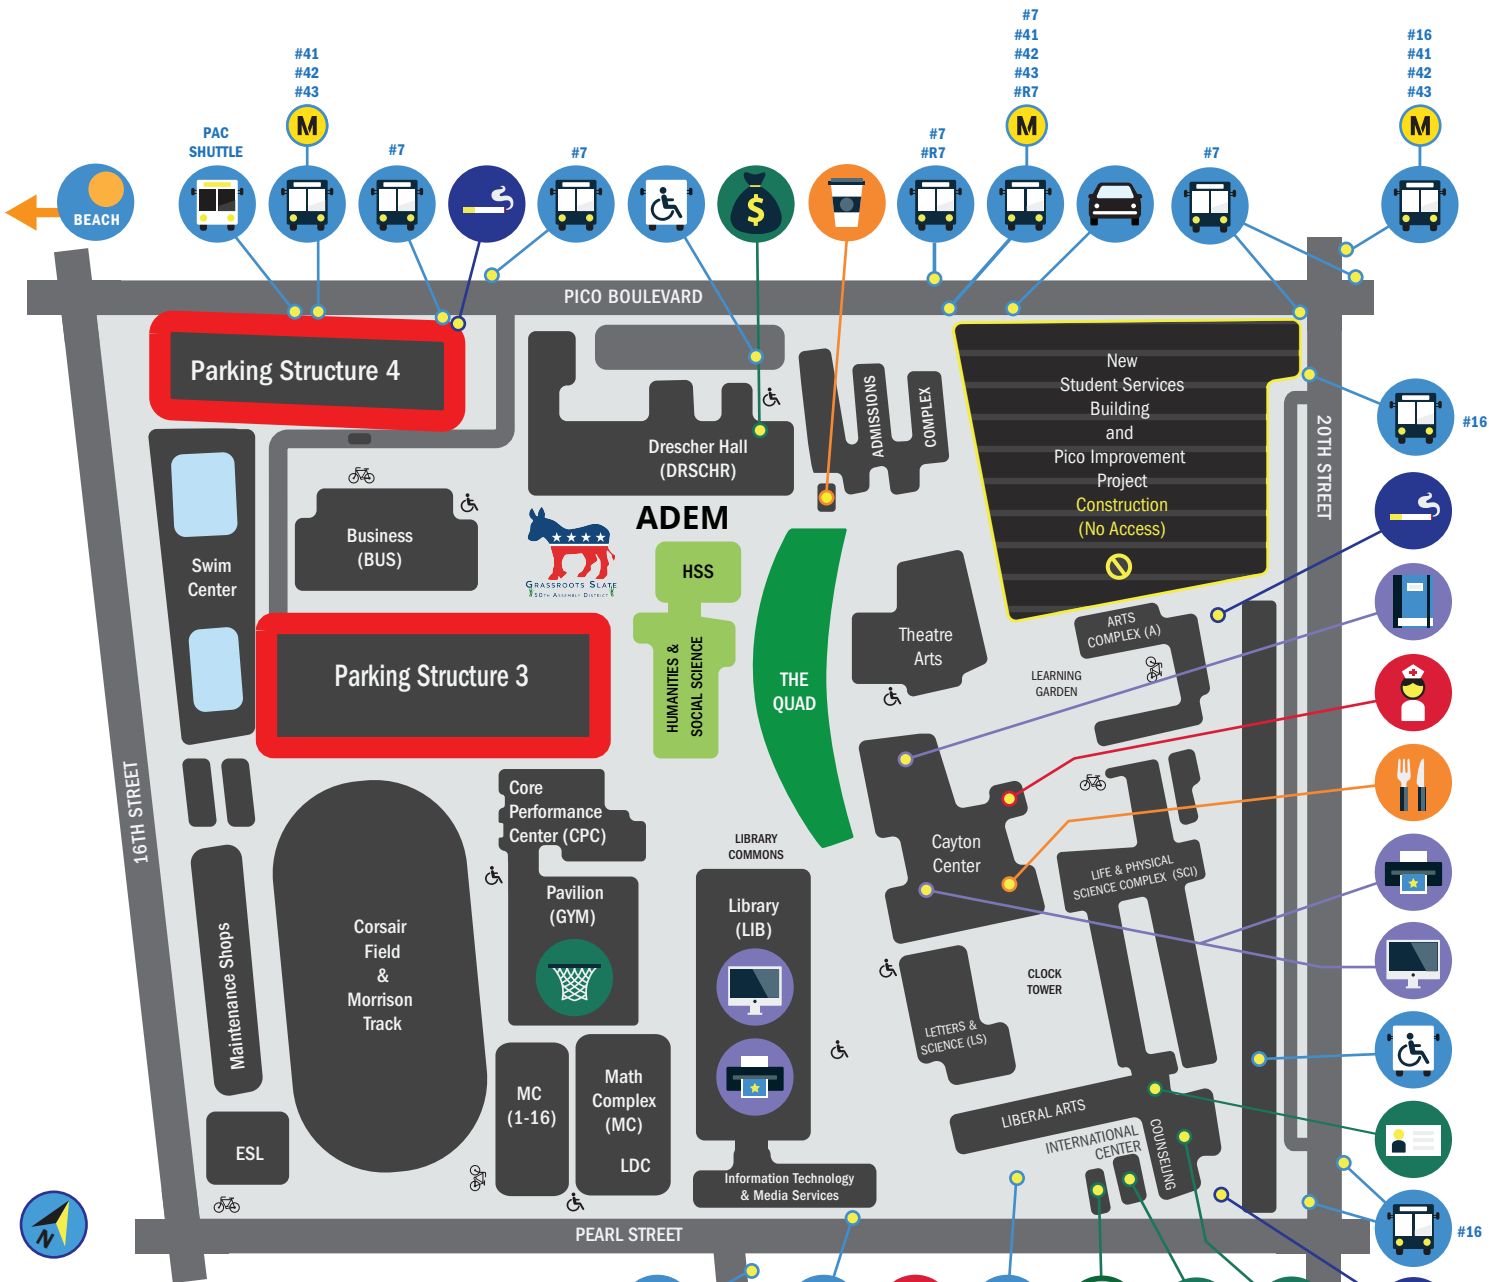 #41
#42
#43
M
PAC
SHUTTLE
#7
#7
#7
#R7
#7
#41
#42
#43
#R7
M
#7
#16
#41
#42
#43
M
BEACH
$
PICO BOULEVARD
Parking Structure 4
Drescher Hall
(DRSCHR)
ADMISSIONS
COMPLEX
New
Student Services
Building
and
Pico Improvement
Project
Construction
(No Access)
20TH STREET
#16
Swim
Center
Business
(BUS)
ADEM
GRASSROOTS SLATE
50TH ASSEMBLY DISTRICT
HSS
HUMANITIES &
SOCIAL SCIENCE
THE
QUAD
Theatre
Arts
ARTS
COMPLEX (A)
LEARNING
GARDEN
Parking Structure 3
16TH STREET
Core
Performance
Center (CPC)
LIBRARY
COMMONS
Cayton
Center
LIFE & PHYSICAL
SCIENCE COMPLEX (SCI)
Pavilion
(GYM)
Library
(LIB)
Corsair
Field
&
Morrison
Track
Maintenance Shops
CLOCK
TOWER
LETTERS &
SCIENCE (LS)
MC
(1-16)
Math
Complex
(MC)
LDC
LIBERAL ARTS
INTERNATIONAL
CENTER
COUNSELING
ESL
Information Technology
& Media Services
N
PEARL STREET
#16